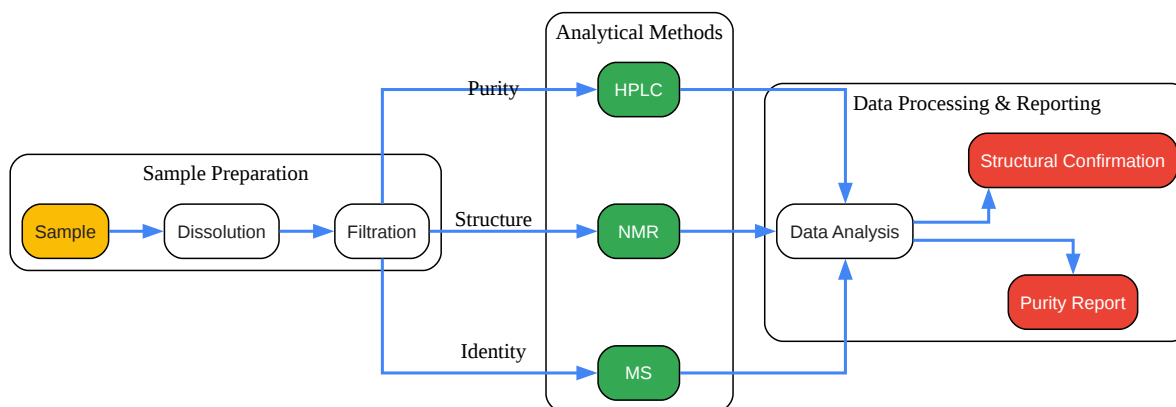 Analytical Methods
Purity
HPLC
Data Processing & Reporting
Structural Confirmation
Sample Preparation
Sample
Dissolution
Filtration
Structure
NMR
Data Analysis
Purity Report
Identity
MS